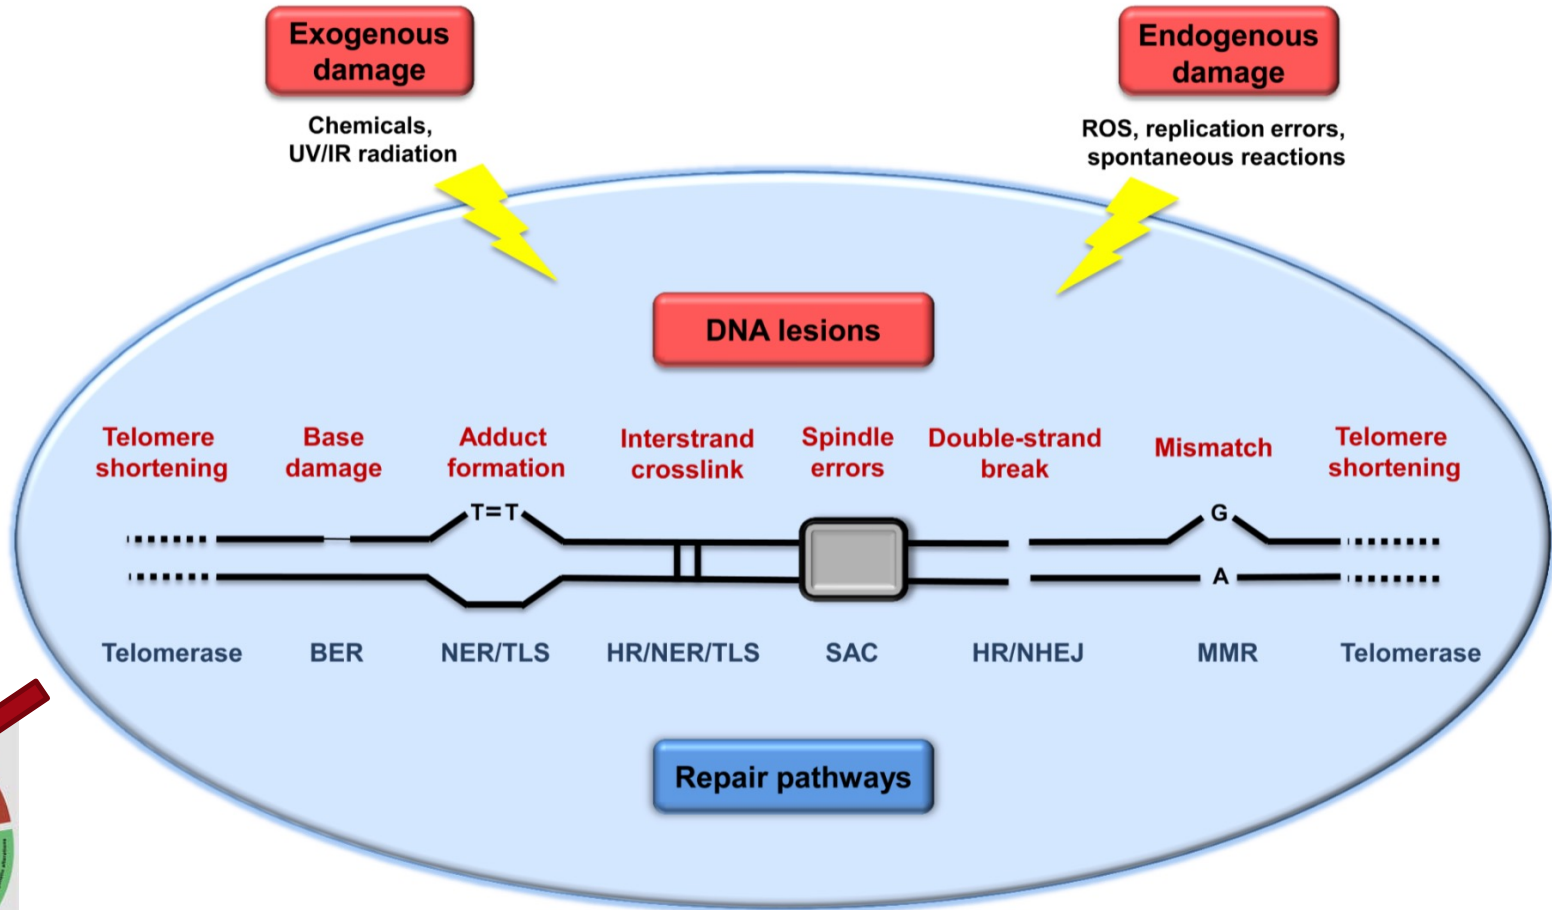 Exogenous
damage
Chemicals,
UV/IR radiation
Endogenous
damage
ROS, replication errors,
spontaneous reactions
DNA lesions
Telomere
shortening
Base
damage
Adduct
formation
Interstrand
crosslink
Spindle
errors
Double-strand
break
Mismatch
Telomere
shortening
T=T
G
A
Telomerase
BER
NER/TLS
HR/NER/TLS
SAC
HR/NHEJ
MMR
Telomerase
Repair pathways